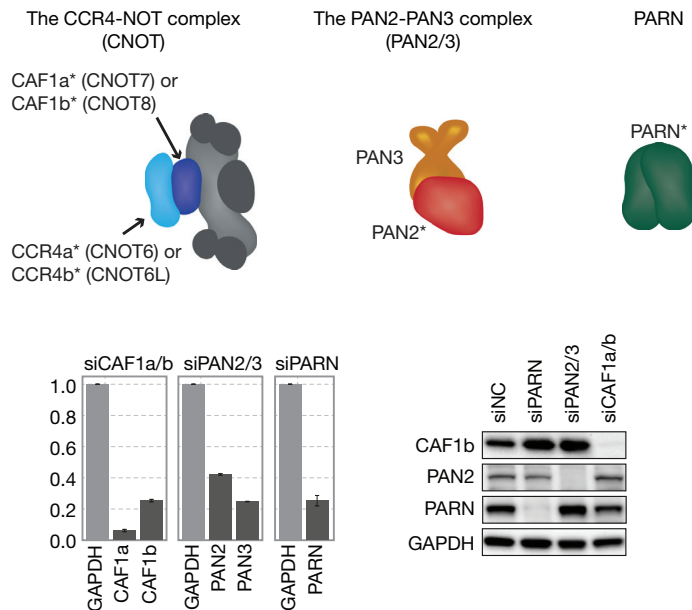 The CCR4-NOT complex
(CNOT)
The PAN2-PAN3 complex
(PAN2/3)
PARN
CAF1a* (CNOT7) or
CAF1b* (CNOT8)
CCR4a* (CNOT6) or
CCR4b* (CNOT6L)
PAN3
PAN2*
PARN*
siCAF1a/b
siPAN2/3
siPARN
1.0
0.8
0.6
0.4
0.2
0.0
GAPDH
CAF1a
CAF1b
GAPDH
PAN2
PAN3
GAPDH
PARN
siNC
siPARN
siPAN2/3
siCAF1a/b
CAF1b
PAN2
PARN
GAPDH